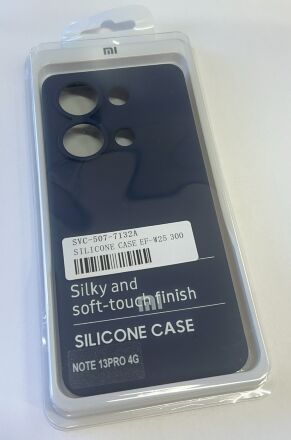 mi
SVC-507-7132A
SILICONE CASE EF-W25 300
Silky and
soft-touch finish
mi
SILICONE CASE
NOTE 13PRO 4G